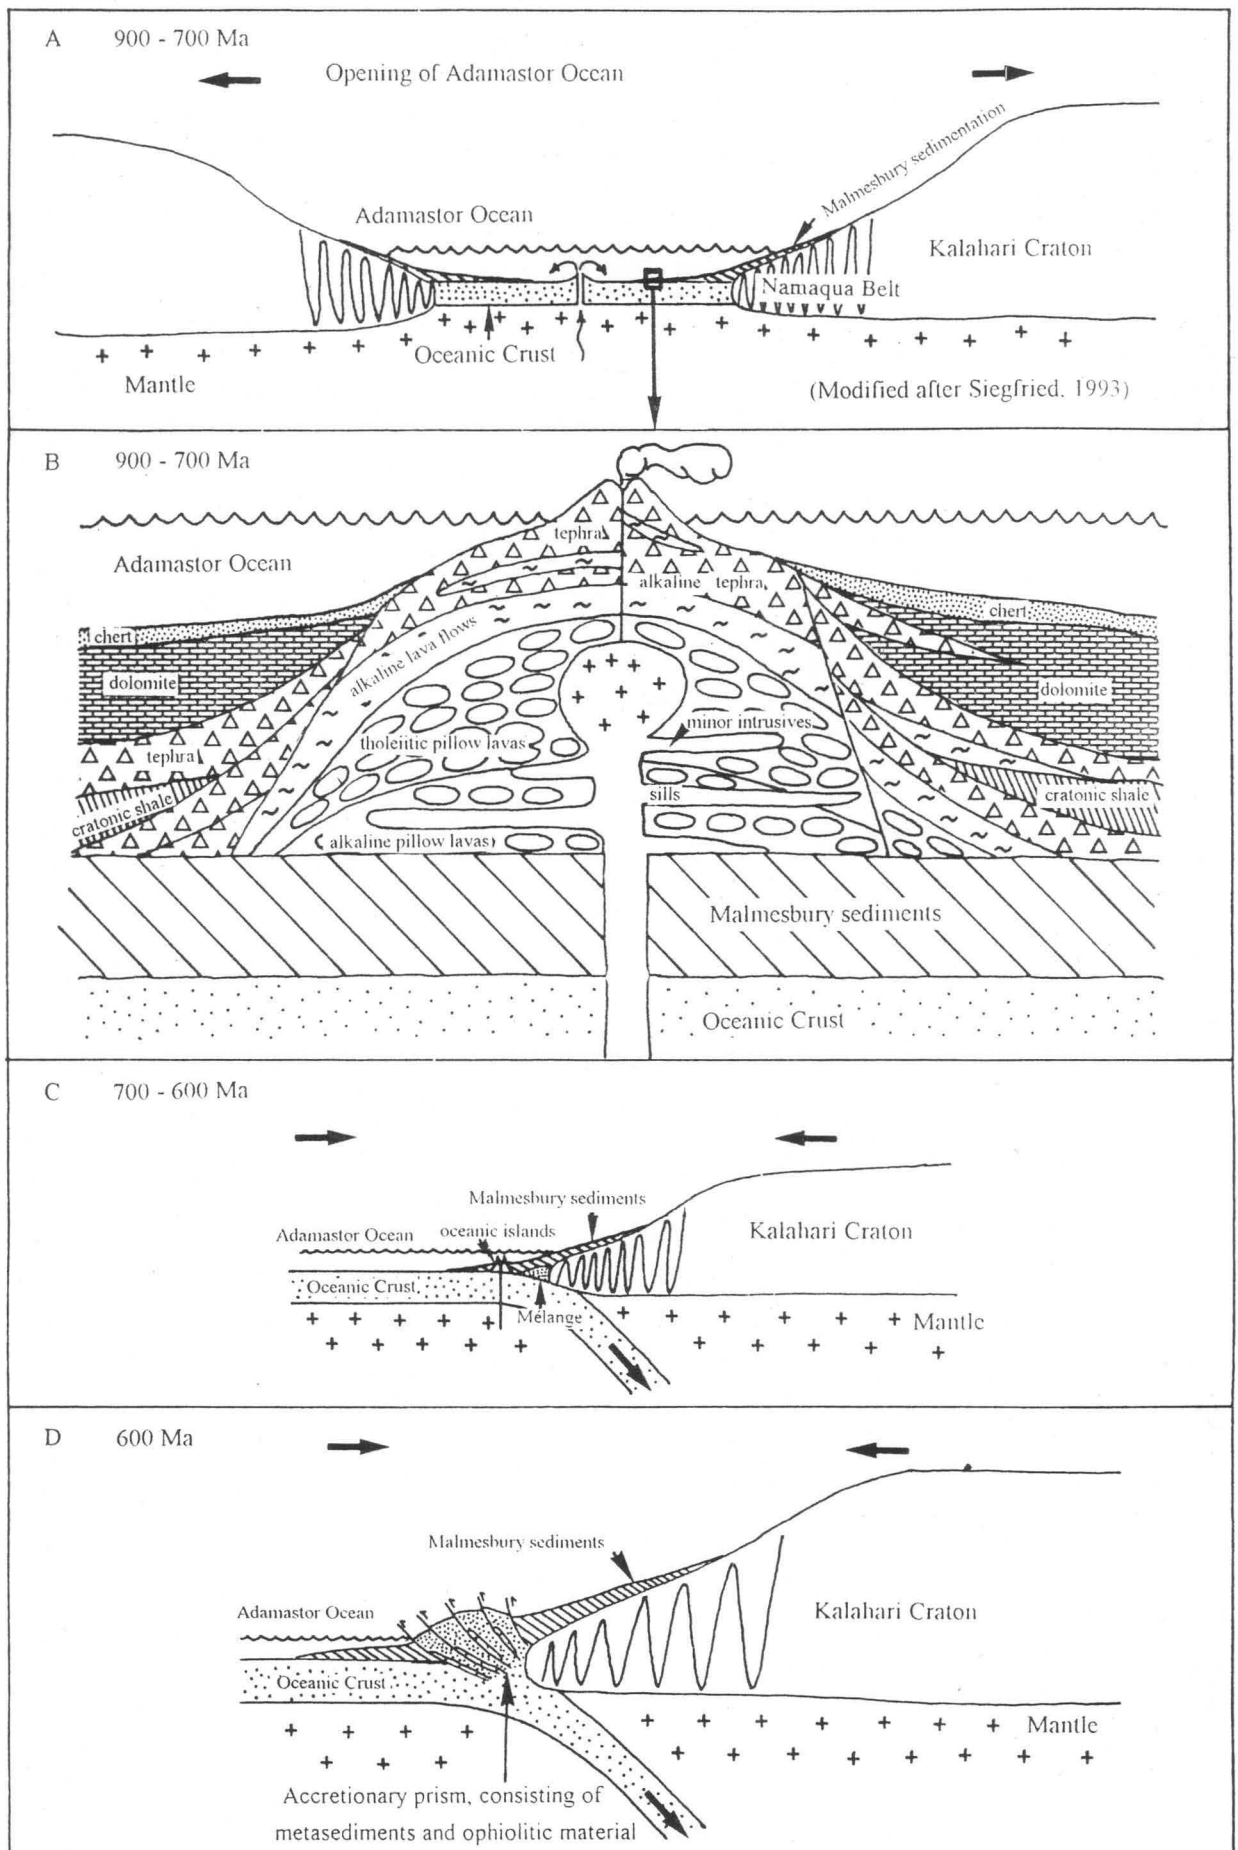 A 900 - 700 Ma
Opening of Adamastor Ocean
Malmesbury sedimentation
Adamastor Ocean
Kalahari Craton
Namaqua Belt
Oceanic Crust
Mantle
(Modified after Siegfried, 1993)
B 900 - 700 Ma
tephra
Adamastor Ocean
alkaline tephra
chert
chert
alkaline lava flows
dolomite
dolomite
minor intrusives
tholeiitic pillow lavas
tephra
sills
cratonic shale
cratonic shale
alkaline pillow lavas
Malmesbury sediments
Oceanic Crust
C 700 - 600 Ma
Malmesbury sediments
Adamastor Ocean
oceanic islands
Kalahari Craton
Oceanic Crust
Mélange
Mantle
D 600 Ma
Malmesbury sediments
Adamastor Ocean
Kalahari Craton
Oceanic Crust
Mantle
Accretionary prism, consisting of
metasediments and ophiolitic material